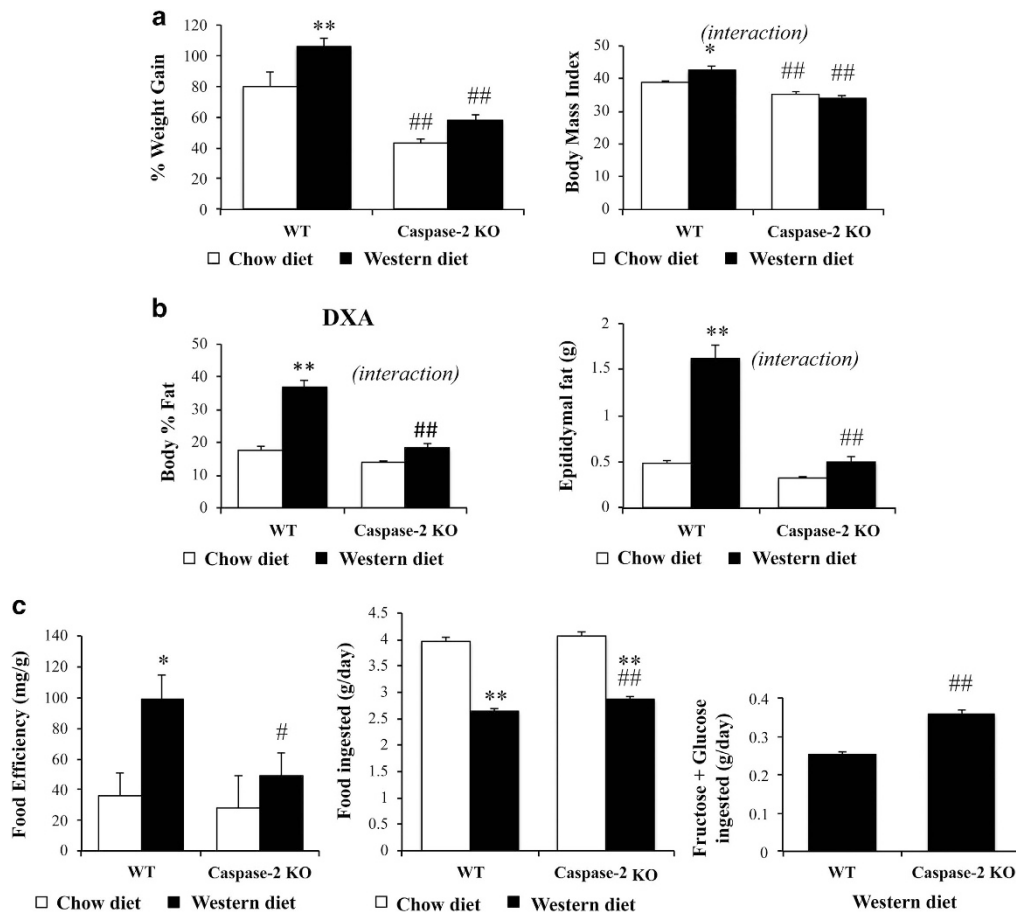 a
% Weight Gain
120
100
80
60
40
20
0
**
##
##
WT
Caspase-2 KO
Chow diet
Western diet
Body Mass Index
50
40
30
20
10
0
(interaction)
*
##
##
WT
Caspase-2 KO
Chow diet
Western diet
b
DXA
Body % Fat
50
40
30
20
10
0
**
(interaction)
##
WT
Caspase-2 KO
Chow diet
Western diet
Epididymal fat (g)
2
1.5
1
0.5
0
**
(interaction)
##
WT
Caspase-2 KO
Chow diet
Western diet
c
Food Efficiency (mg/g)
140
120
100
80
60
40
20
0
*
#
WT
Caspase-2 KO
Chow diet
Western diet
Food ingested (g/day)
4.5
4
3.5
3
2.5
2
1.5
1
0.5
0
**
**
##
WT
Caspase-2 KO
Chow diet
Western diet
Fructose + Glucose
ingested (g/day)
0.4
0.3
0.2
0.1
0
##
WT
Caspase-2 KO
Western diet